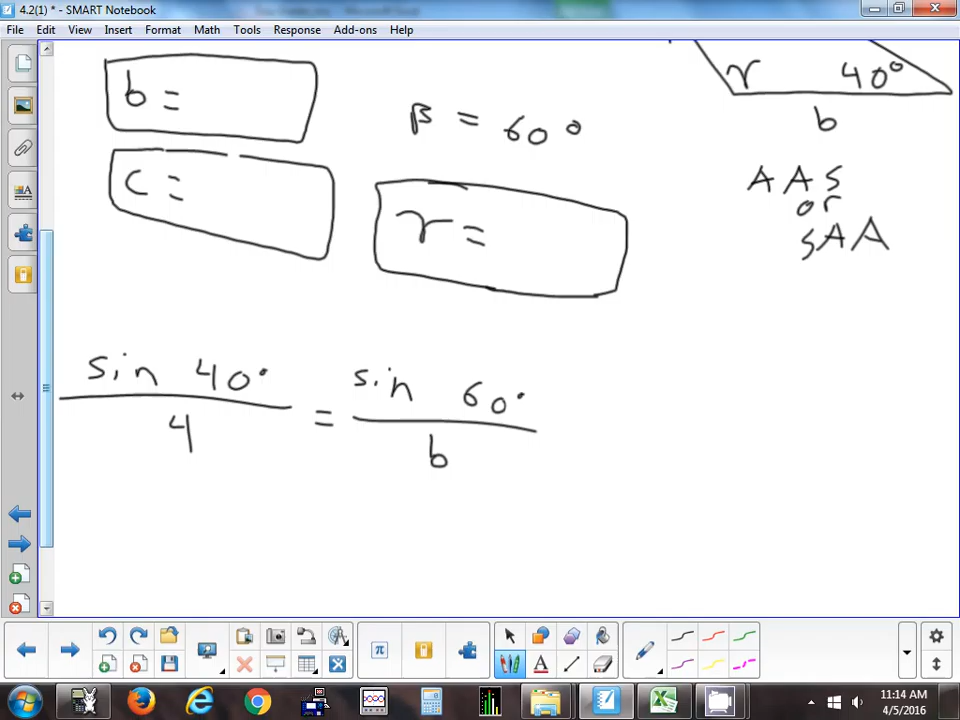 4.2(1) * - SMART Notebook
File Edit View Insert Format Math Tools Response Add-ons Help
b =
β = 60°
γ 40°
b
c =
γ =
AAS
or
SAA
sin 40° / 4 = sin 60° / b
11:14 AM
4/5/2016